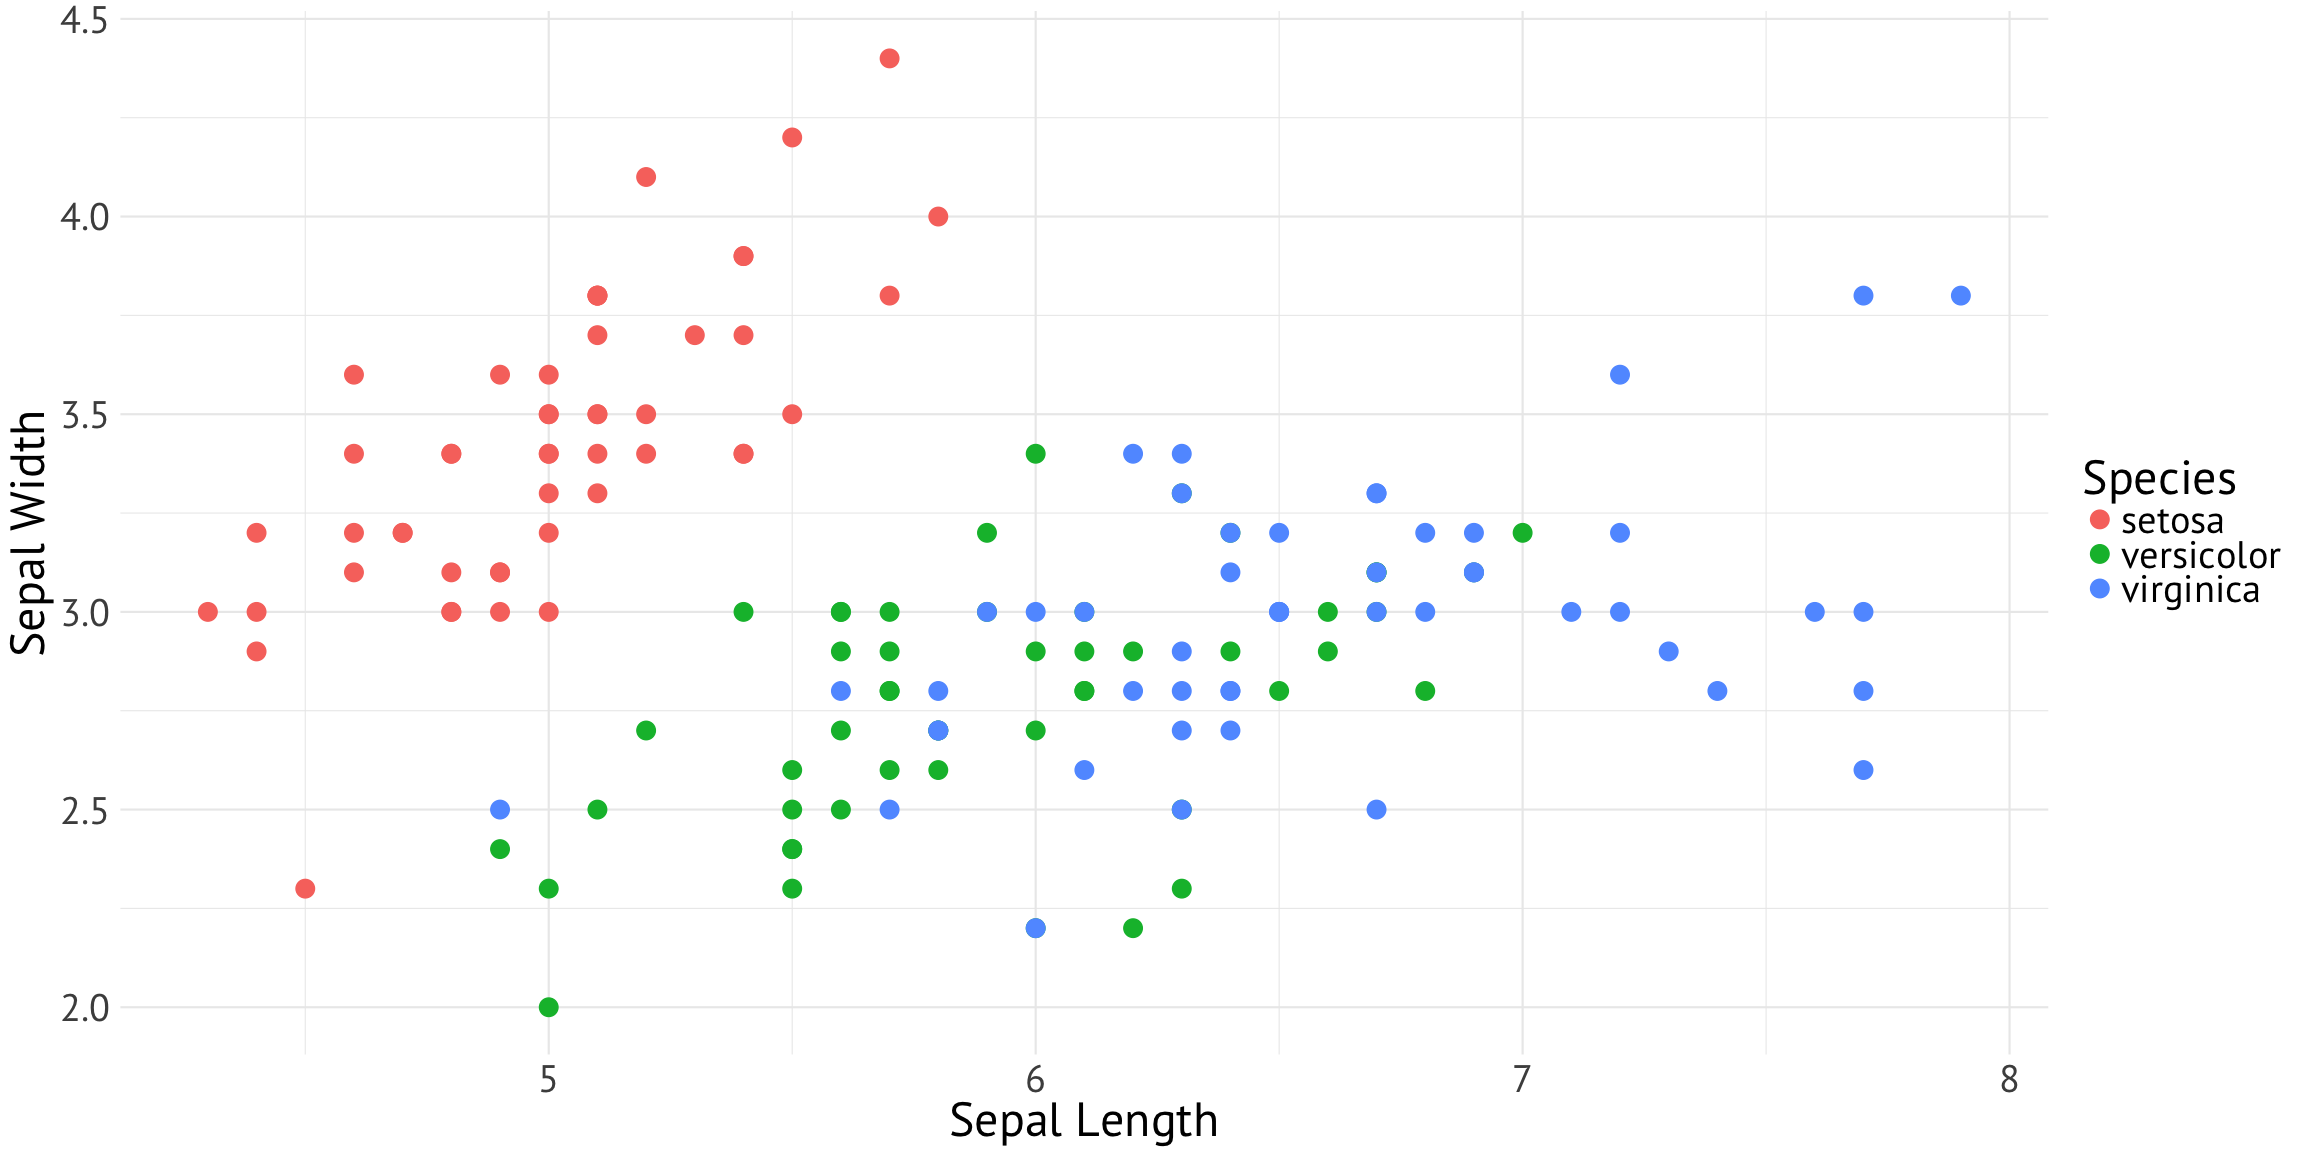 4.5
4.0
3.5
3.0
2.5
2.0
Sepal Width
5 6 7 8
Sepal Length
Species
setosa
versicolor
virginica